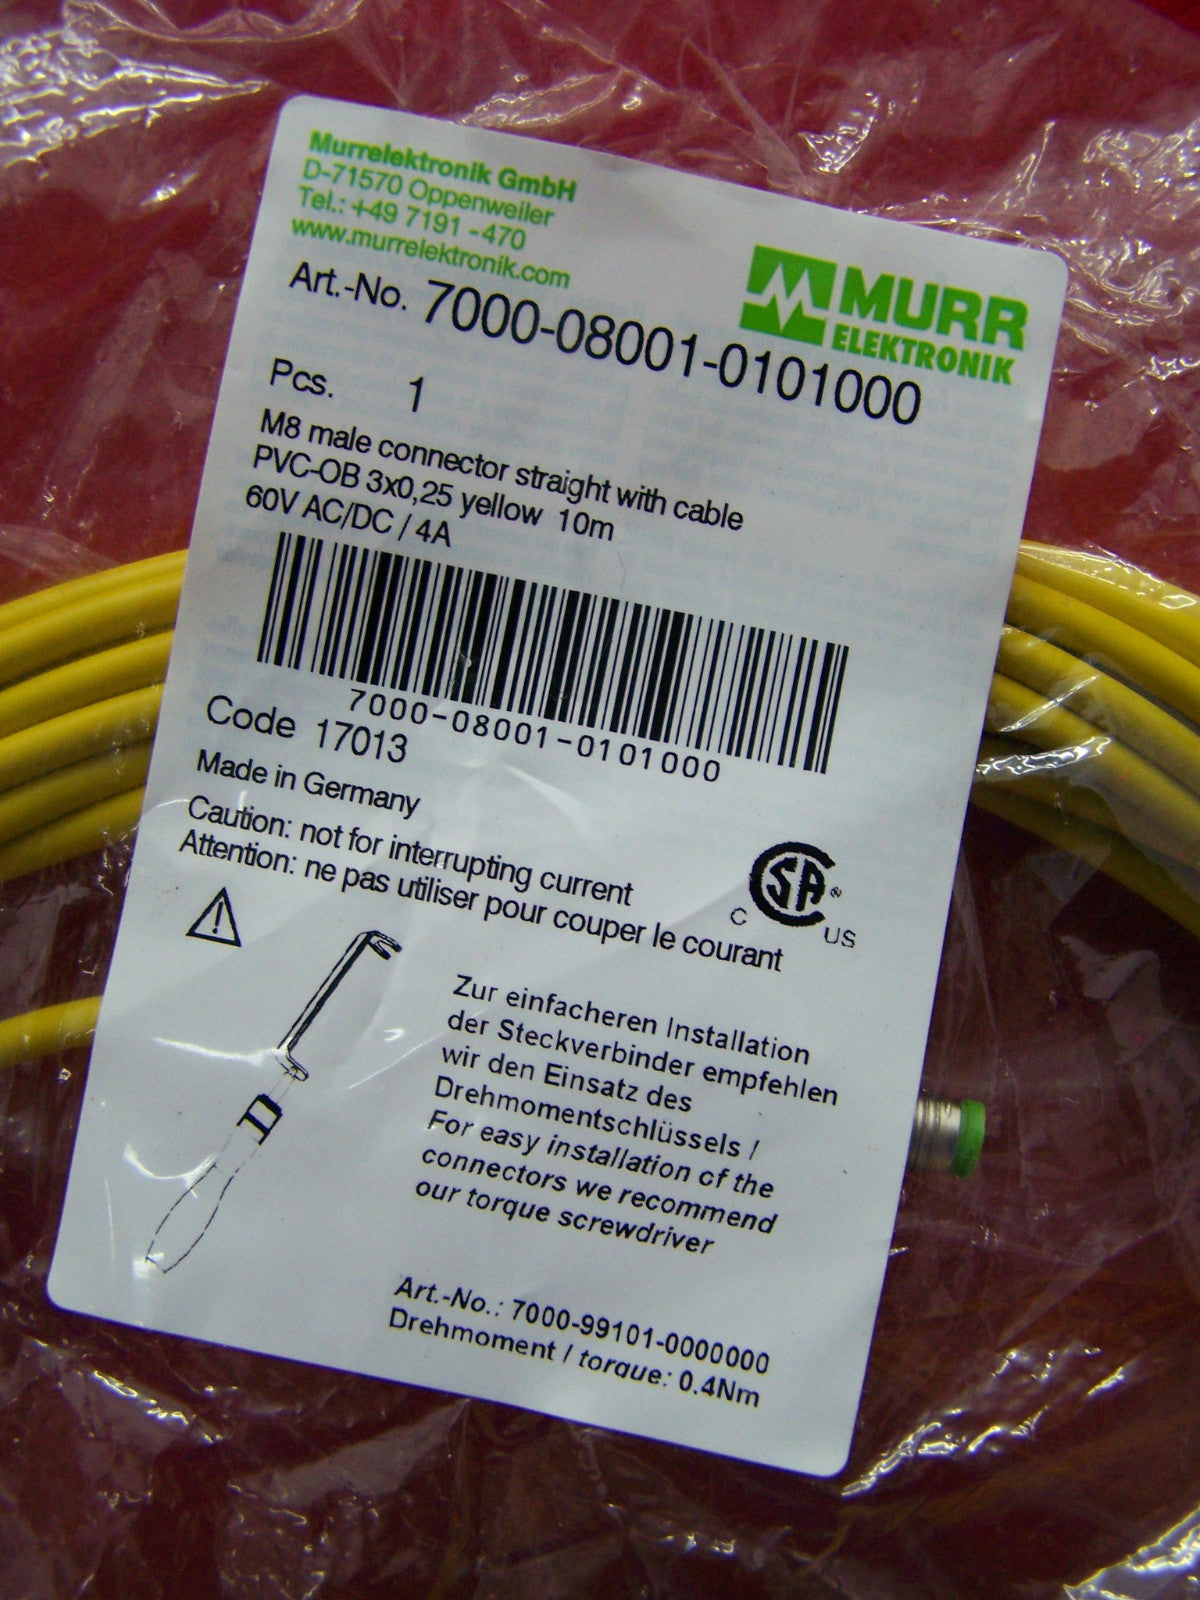 Murrelektronik GmbH
D-71570 Oppenweiler
Tel.: +49 7191 -470
www.murrelektronik.com
MURR
ELEKTRONIK
Art.-No. 7000-08001-0101000
Pcs. 1
M8 male connector straight with cable
PVC-OB 3x0,25 yellow 10m
60V AC/DC / 4A
7000-08001-0101000
Code 17013
Made in Germany
Caution: not for interrupting current
Attention: ne pas utiliser pour couper le courant
C SA ® US
Zur einfacheren Installation
der Steckverbinder empfehlen
wir den Einsatz des
Drehmomentschlüssels /
For easy installation of the
connectors we recommend
our torque screwdriver
Art.-No.: 7000-99101-0000000
Drehmoment / torque: 0.4Nm